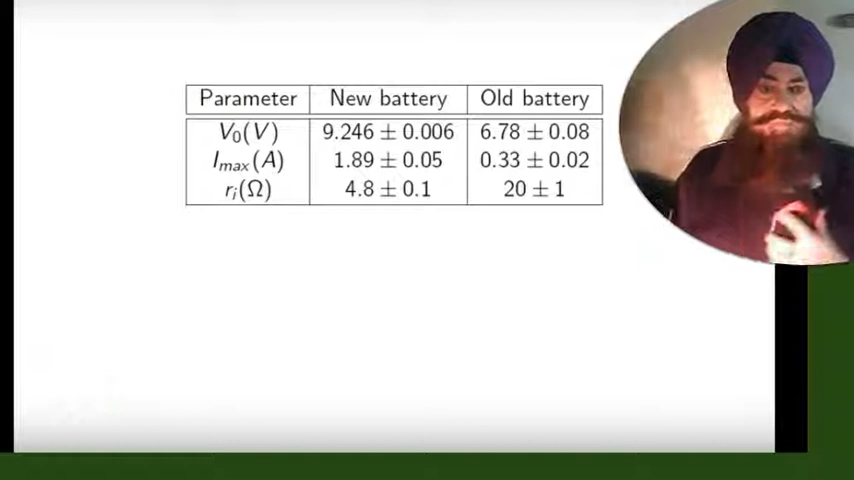 Parameter New battery Old battery
V₀(V) 9.246 ± 0.006 6.78 ± 0.08
Iₘₐₓ(A) 1.89 ± 0.05 0.33 ± 0.02
rᵢ(Ω) 4.8 ± 0.1 20 ± 1